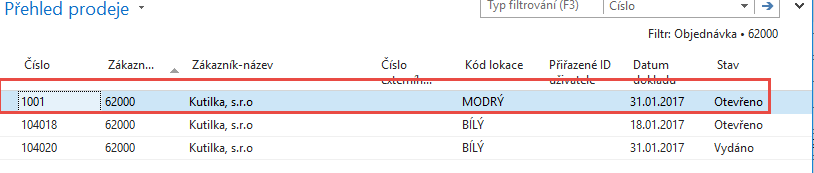 Přehled prodeje
Typ filtrování (F3) Číslo
Filtr: Objednávka • 62000
Číslo Zákazn... Zákazník-název Číslo externíh... Kód lokace Přiřazené ID uživatele Datum dokladu Stav
1001 62000 Kutilka, s.r.o MODRÝ 31.01.2017 Otevřeno
104018 62000 Kutilka, s.r.o BÍLÝ 18.01.2017 Otevřeno
104020 62000 Kutilka, s.r.o BÍLÝ 31.01.2017 Vydáno